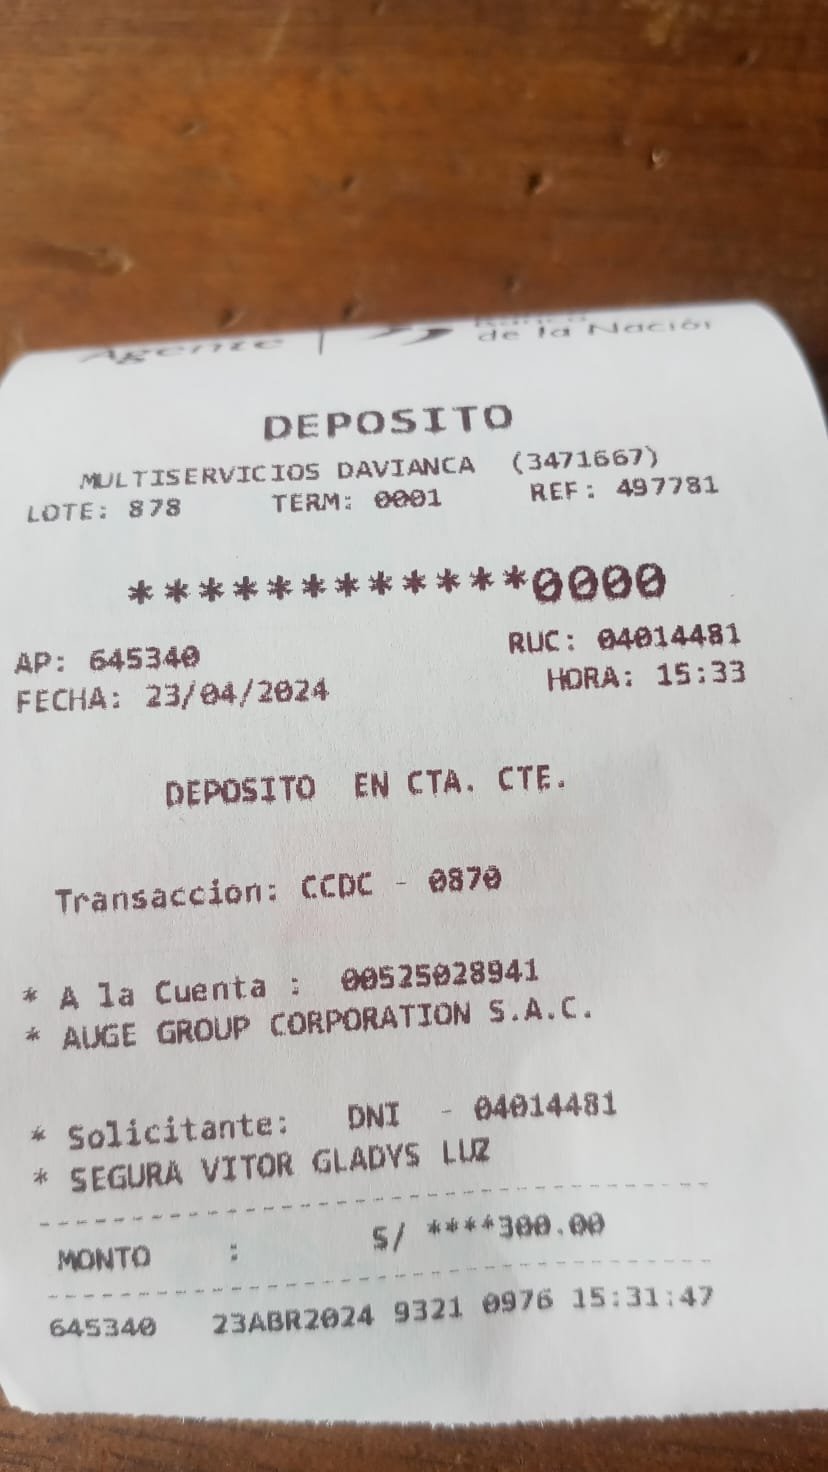 Agente | Banco
de la Nación
DEPOSITO
MULTISERVICIOS DAVIANCA (3471667)
LOTE: 878 TERM: 0001 REF: 497781
************0000
AP: 645340 RUC: 04014481
FECHA: 23/04/2024 HORA: 15:33
DEPOSITO EN CTA. CTE.
Transaccion: CCDC - 0870
* A la Cuenta : 00525028941
* AUGE GROUP CORPORATION S.A.C.
* Solicitante: DNI - 04014481
* SEGURA VITOR GLADYS LUZ
MONTO : S/ ****300.00
645340 23ABR2024 9321 0976 15:31:47